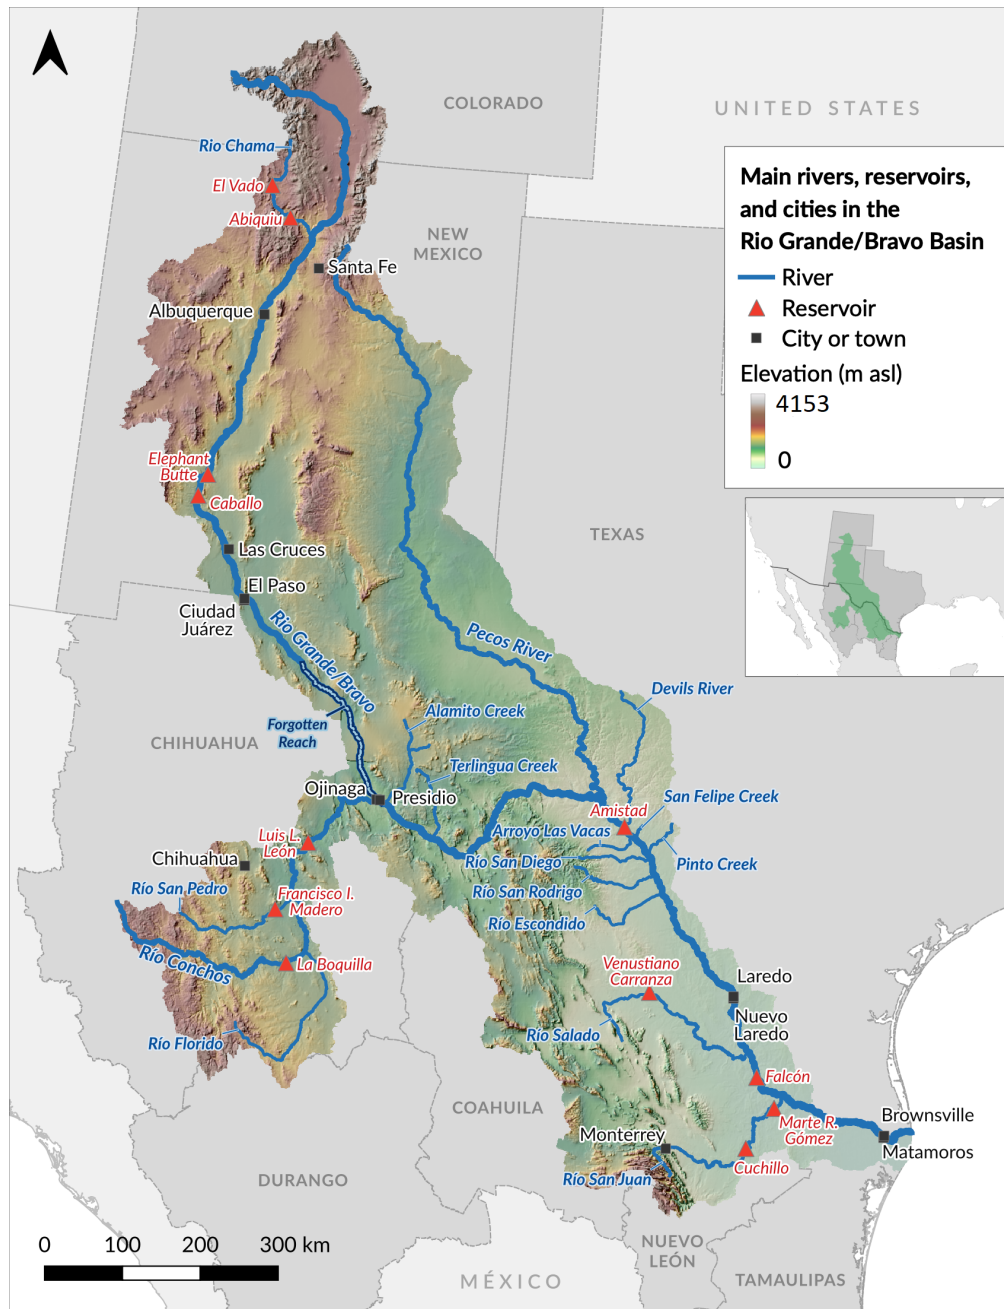 COLORADO
UNITED STATES
Rio Chama
El Vado
Abiquiu
NEW
MEXICO
Santa Fe
Albuquerque
Main rivers, reservoirs,
and cities in the
Rio Grande/Bravo Basin
River
Reservoir
City or town
Elevation (m asl)
4153
0
Elephant
Butte
Caballo
Las Cruces
El Paso
Ciudad
Juárez
TEXAS
Rio Grande/Bravo
Pecos River
Devils River
Forgotten
Reach
Alamito Creek
CHIHUAHUA
Terlingua Creek
Ojinaga
Presidio
San Felipe Creek
Amistad
Arroyo Las Vacas
Luis L.
León
Chihuahua
Río San Diego
Pinto Creek
Río San Pedro
Francisco I.
Madero
Río San Rodrigo
Río Escondido
Río Conchos
La Boquilla
Venustiano
Carranza
Laredo
Nuevo
Laredo
Río Salado
Río Florido
Falcón
COAHUILA
Marte R.
Gómez
Brownsville
Matamoros
Monterrey
Cuchillo
Río San Juan
DURANGO
0 100 200 300 km
NUEVO
LEÓN
MÉXICO
TAMAULIPAS